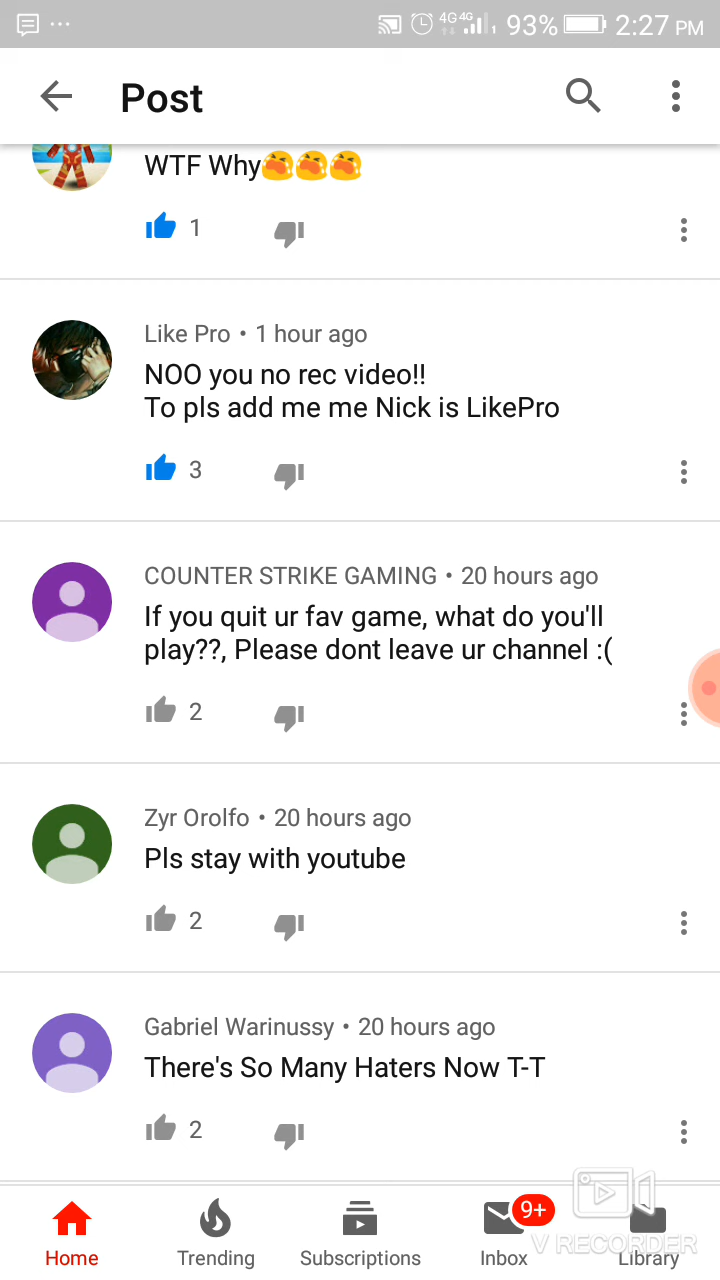 4G 4G 93% 2:27 PM
Post
WTF Why😭😭😭
1
Like Pro • 1 hour ago
NOO you no rec video!!
To pls add me me Nick is LikePro
3
COUNTER STRIKE GAMING • 20 hours ago
If you quit ur fav game, what do you'll
play??, Please dont leave ur channel :(
2
Zyr Orolfo • 20 hours ago
Pls stay with youtube
2
Gabriel Warinussy • 20 hours ago
There's So Many Haters Now T-T
2
9+
V RECORDER
Home Trending Subscriptions Inbox Library